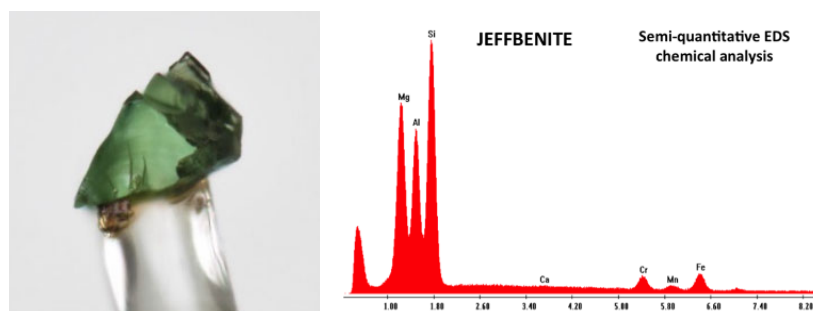 JEFFBENITE
Semi-quantitative EDS
chemical analysis
Si
Mg
Al
Ca
Cr
Mn
Fe
1.00 1.80 2.60 3.40 4.20 5.00 5.80 6.60 7.40 8.20